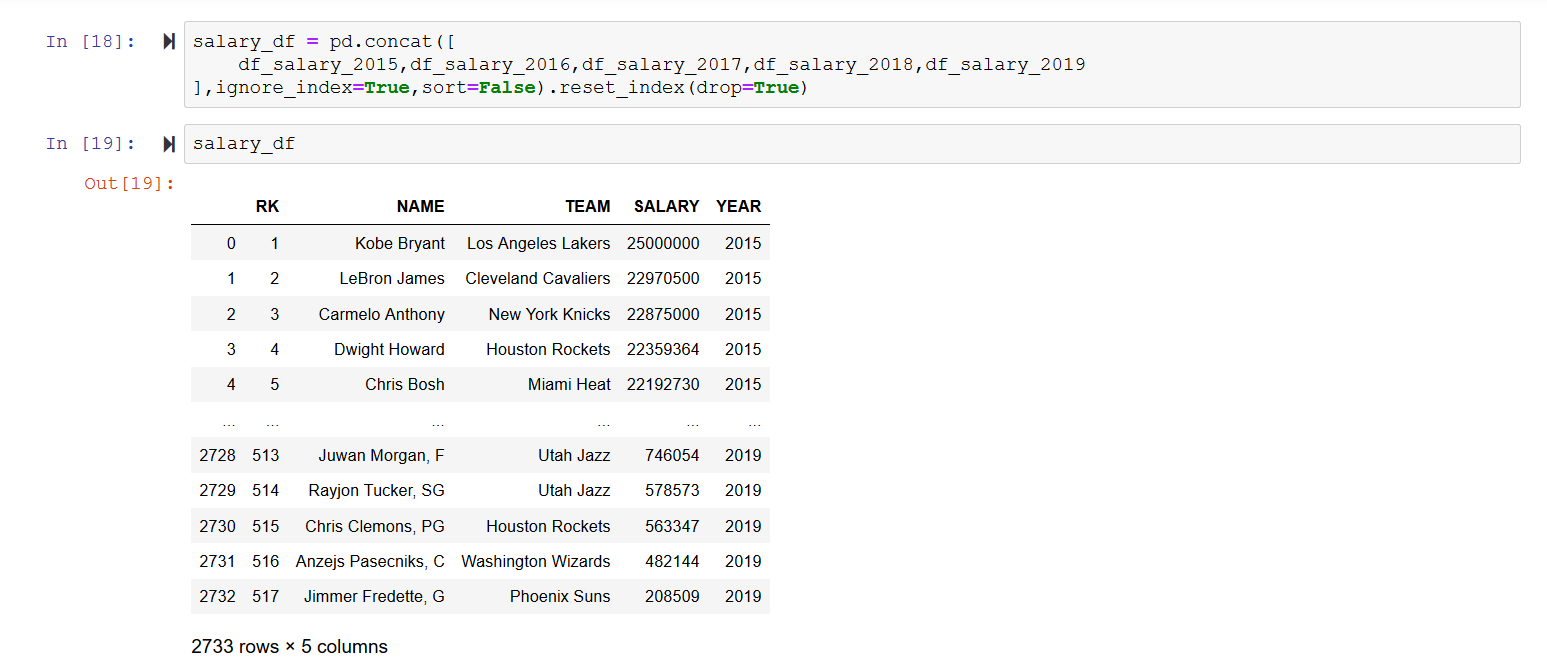 In [18]: salary_df = pd.concat([
df_salary_2015,df_salary_2016,df_salary_2017,df_salary_2018,df_salary_2019
],ignore_index=True,sort=False).reset_index(drop=True)
In [19]: salary_df
Out[19]:
RK NAME TEAM SALARY YEAR
0 1 Kobe Bryant Los Angeles Lakers 25000000 2015
1 2 LeBron James Cleveland Cavaliers 22970500 2015
2 3 Carmelo Anthony New York Knicks 22875000 2015
3 4 Dwight Howard Houston Rockets 22359364 2015
4 5 Chris Bosh Miami Heat 22192730 2015
... ... ... ... ... ...
2728 513 Juwan Morgan, F Utah Jazz 746054 2019
2729 514 Rayjon Tucker, SG Utah Jazz 578573 2019
2730 515 Chris Clemons, PG Houston Rockets 563347 2019
2731 516 Anzejs Pasecniks, C Washington Wizards 482144 2019
2732 517 Jimmer Fredette, G Phoenix Suns 208509 2019
2733 rows × 5 columns